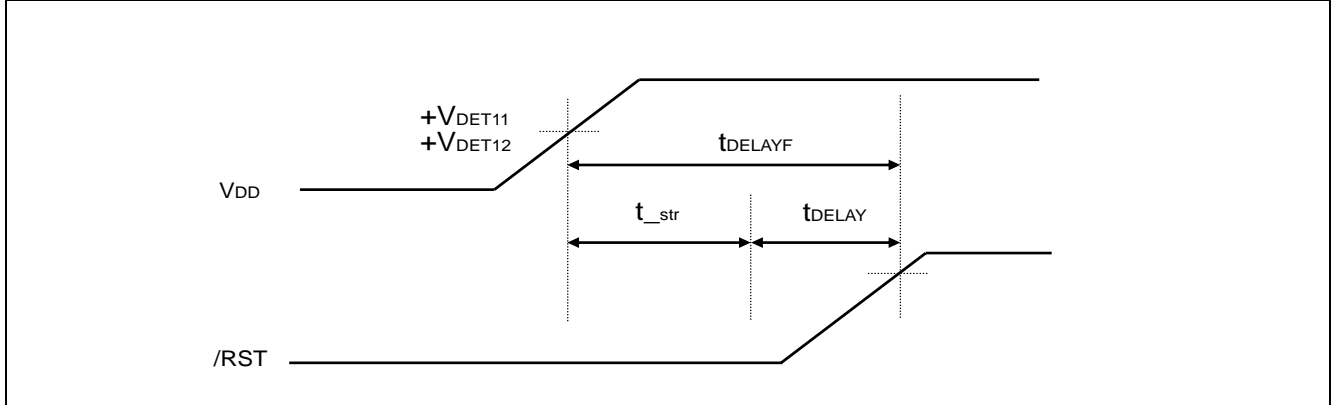 +VDET11
+VDET12
tDELAYF
VDD
t_str
tDELAY
/RST